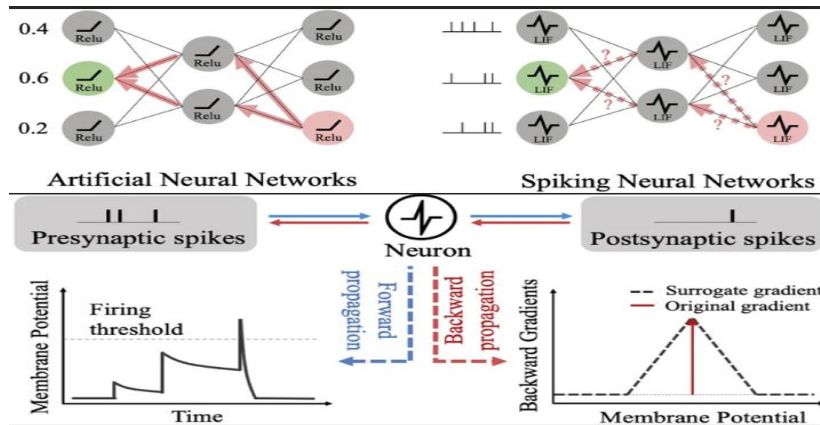 0.4
Relu
Relu
Relu
0.6
Relu
Relu
Relu
0.2
Relu
Relu
Artificial Neural Networks
LIF
LIF
LIF
?
?
LIF
?
LIF
?
LIF
LIF
LIF
Spiking Neural Networks
Presynaptic spikes
Neuron
Postsynaptic spikes
Membrane Potential
Firing
threshold
Time
Forward
propagation
Backward
propagation
Backward Gradients
Surrogate gradient
Original gradient
Membrane Potential